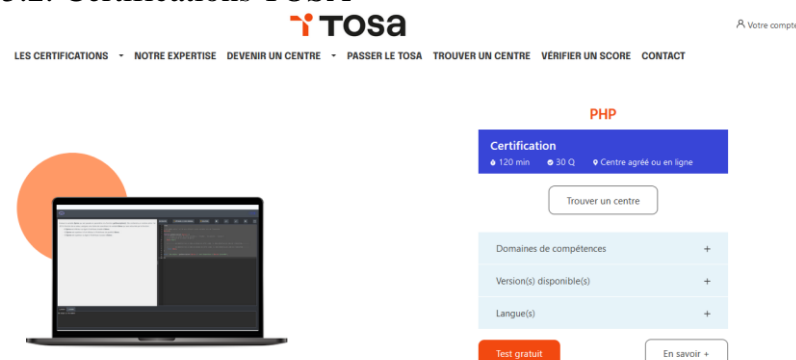 TOSa
Votre compte
LES CERTIFICATIONS NOTRE EXPERTISE DEVENIR UN CENTRE PASSER LE TOSA TROUVER UN CENTRE VÉRIFIER UN SCORE CONTACT
PHP
Certification
120 min 30 Q Centre agréé ou en ligne
Trouver un centre
Domaines de compétences +
Version(s) disponible(s) +
Langue(s) +
Test gratuit
En savoir +